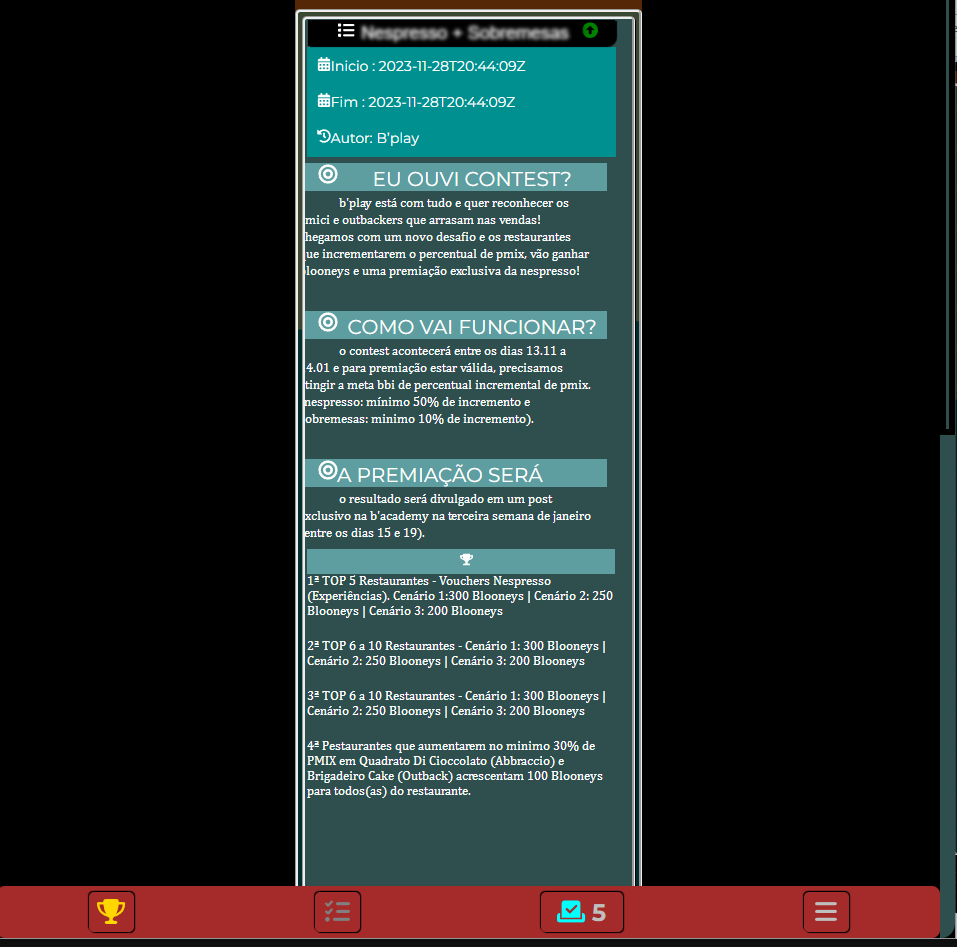 Nespresso + Sobremesas
Inicio : 2023-11-28T20:44:09Z
Fim : 2023-11-28T20:44:09Z
Autor: B'play
EU OUVI CONTEST?
b'play está com tudo e quer reconhecer os
mici e outbackers que arrasam nas vendas!
hegamos com um novo desafio e os restaurantes
ue incrementarem o percentual de pmix, vão ganhar
looneys e uma premiação exclusiva da nespresso!
COMO VAI FUNCIONAR?
o contest acontecerá entre os dias 13.11 a
4.01 e para premiação estar válida, precisamos
tingir a meta bbi de percentual incremental de pmix.
nespresso: mínimo 50% de incremento e
obremesas: minimo 10% de incremento).
A PREMIAÇÃO SERÁ
o resultado será divulgado em um post
xclusivo na b'academy na terceira semana de janeiro
entre os dias 15 e 19).
1ª TOP 5 Restaurantes - Vouchers Nespresso
(Experiências). Cenário 1:300 Blooneys | Cenário 2: 250
Blooneys | Cenário 3: 200 Blooneys
2ª TOP 6 a 10 Restaurantes - Cenário 1: 300 Blooneys |
Cenário 2: 250 Blooneys | Cenário 3: 200 Blooneys
3ª TOP 6 a 10 Restaurantes - Cenário 1: 300 Blooneys |
Cenário 2: 250 Blooneys | Cenário 3: 200 Blooneys
4ª Pestaurantes que aumentarem no minimo 30% de
PMIX em Quadrato Di Cioccolato (Abbraccio) e
Brigadeiro Cake (Outback) acrescentam 100 Blooneys
para todos(as) do restaurante.
5